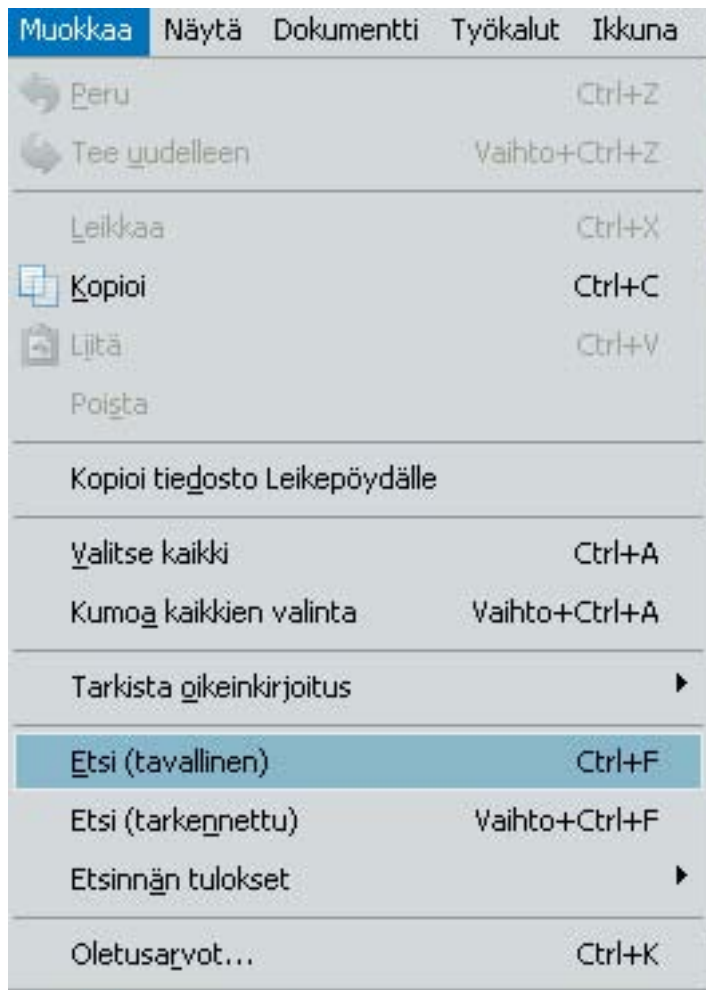 Muokkaa Näytä Dokumentti Työkalut Ikkuna
Peru Ctrl+Z
Tee uudelleen Vaihto+Ctrl+Z
Leikkaa Ctrl+X
Kopioi Ctrl+C
Liitä Ctrl+V
Poista
Kopioi tiedosto Leikepöydälle
Valitse kaikki Ctrl+A
Kumoa kaikkien valinta Vaihto+Ctrl+A
Tarkista oikeinkirjoitus
Etsi (tavallinen) Ctrl+F
Etsi (tarkennettu) Vaihto+Ctrl+F
Etsinnän tulokset
Oletusarvot... Ctrl+K